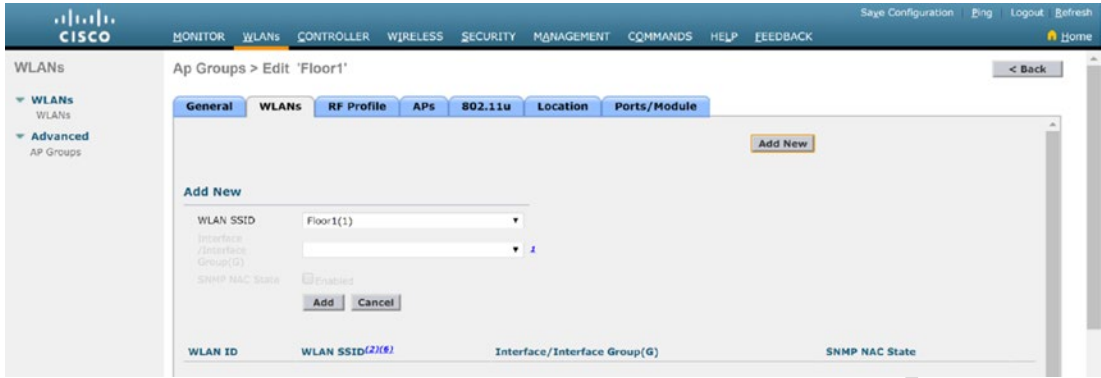 Save Configuration Ping Logout Refresh
CISCO MONITOR WLANs CONTROLLER WIRELESS SECURITY MANAGEMENT COMMANDS HELP FEEDBACK Home
WLANs
Ap Groups > Edit 'Floor1'
< Back
WLANs
WLANs
Advanced
AP Groups
General WLANs RF Profile APs 802.11u Location Ports/Module
Add New
Add New
WLAN SSID Floor1(1)
Interface
/Interface
Group(G)
1
SNMP NAC State Enabled
Add Cancel
WLAN ID WLAN SSID(2)(6) Interface/Interface Group(G) SNMP NAC State